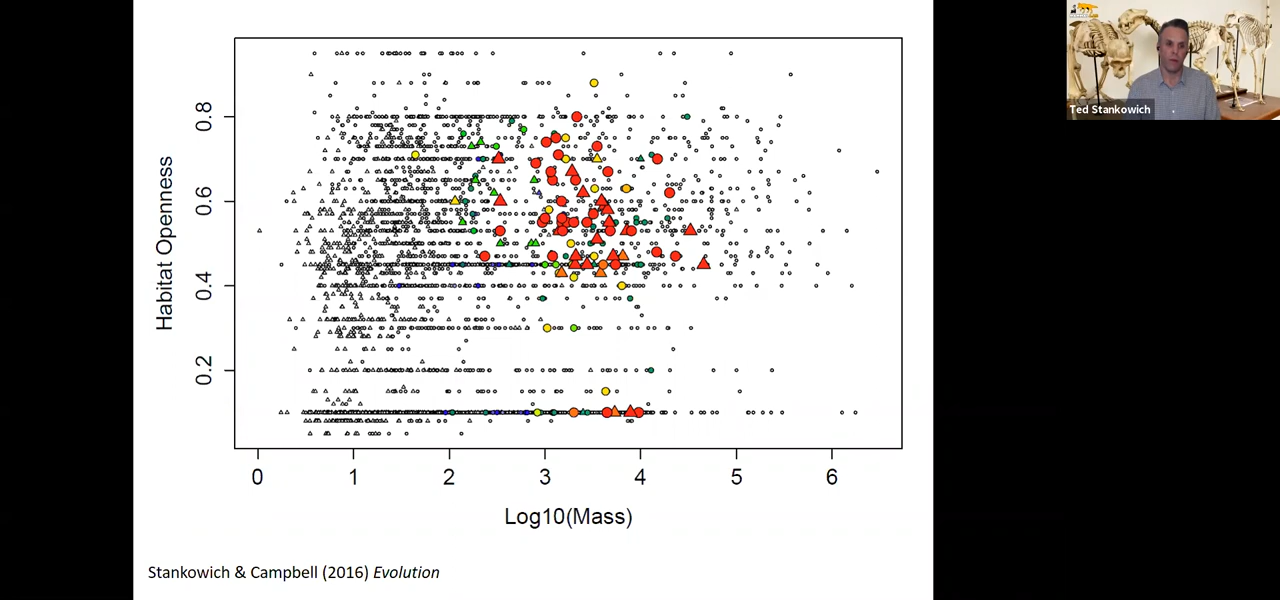 Habitat Openness
0.8
0.6
0.4
0.2
0 1 2 3 4 5 6
Log10(Mass)
Stankowich & Campbell (2016) Evolution
Ted Stankowich